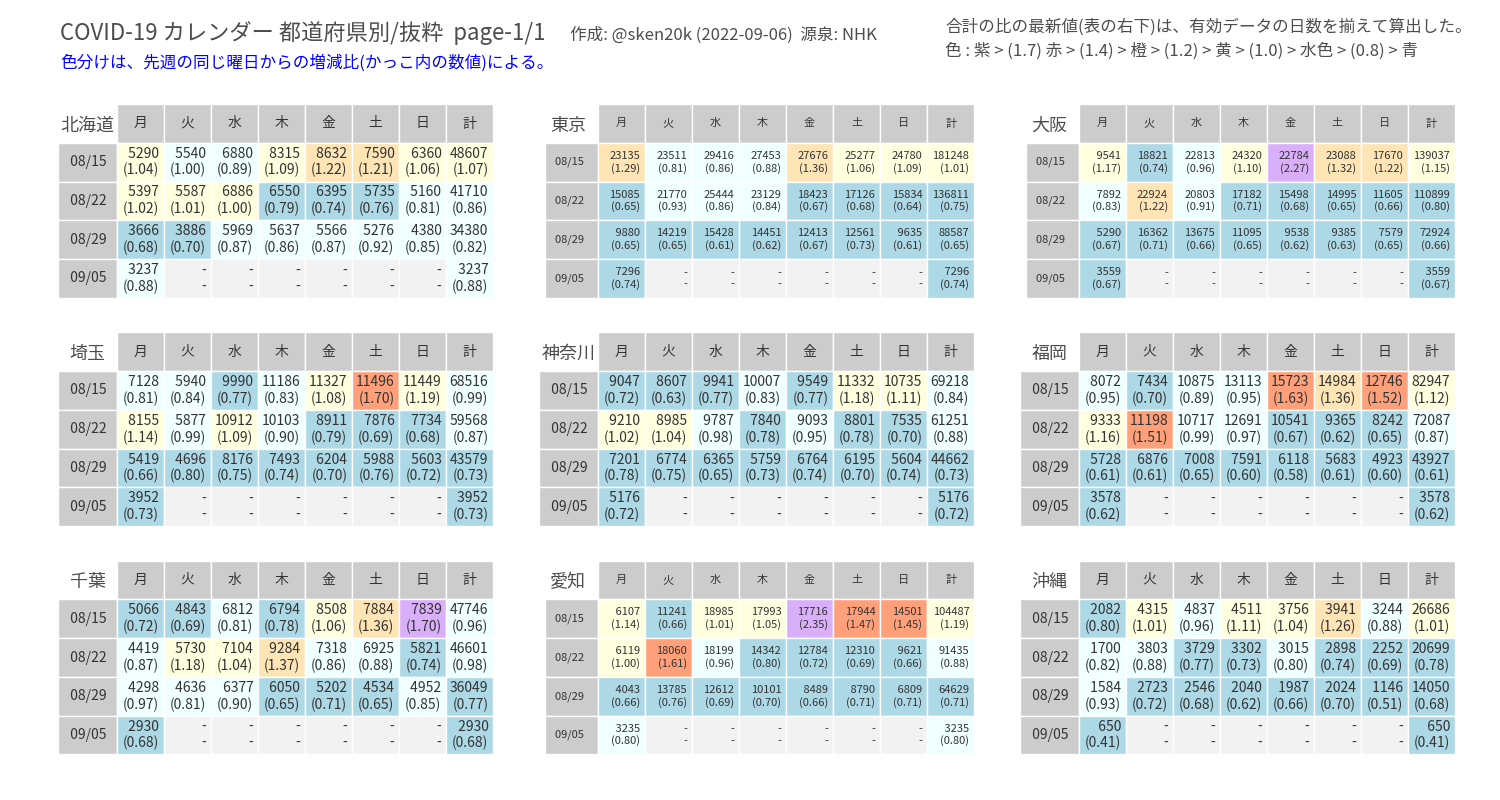 COVID-19 カレンダー 都道府県別/抜粋 page-1/1
作成: @sken20k (2022-09-06) 源泉: NHK
合計の比の最新値(表の右下)は、有効データの日数を揃えて算出した。
色分けは、先週の同じ曜日からの増減比(かっこ内の数値)による。
色 : 紫 > (1.7) 赤 > (1.4) > 橙 > (1.2) > 黄 > (1.0) > 水色 > (0.8) > 青
北海道 月 火 水 木 金 土 日 計
08/15 5290 5540 6880 8315 8632 7590 6360 48607
(1.04) (1.00) (0.89) (1.09) (1.22) (1.21) (1.06) (1.07)
08/22 5397 5587 6886 6550 6395 5735 5160 41710
(1.02) (1.01) (1.00) (0.79) (0.74) (0.76) (0.81) (0.86)
08/29 3666 3886 5969 5637 5566 5276 4380 34380
(0.68) (0.70) (0.87) (0.86) (0.87) (0.92) (0.85) (0.82)
09/05 3237 - - - - - - 3237
(0.88) - - - - - - (0.88)
東京 月 火 水 木 金 土 日 計
08/15 23135 23511 29416 27453 27676 25277 24780 181248
(1.29) (0.81) (0.86) (0.88) (1.36) (1.06) (1.09) (1.01)
08/22 15085 21770 25444 23129 18423 17126 15834 136811
(0.65) (0.93) (0.86) (0.84) (0.67) (0.68) (0.64) (0.75)
08/29 9880 14219 15428 14451 12413 12561 9635 88587
(0.65) (0.65) (0.61) (0.62) (0.67) (0.73) (0.61) (0.65)
09/05 7296 - - - - - - 7296
(0.74) - - - - - - (0.74)
大阪 月 火 水 木 金 土 日 計
08/15 9541 18821 22813 24320 22784 23088 17670 139037
(1.17) (0.74) (0.96) (1.10) (2.27) (1.32) (1.22) (1.15)
08/22 7892 22924 20803 17182 15498 14995 11605 110899
(0.83) (1.22) (0.91) (0.71) (0.68) (0.65) (0.66) (0.80)
08/29 5290 16362 13675 11095 9538 9385 7579 72924
(0.67) (0.71) (0.66) (0.65) (0.62) (0.63) (0.65) (0.66)
09/05 3559 - - - - - - 3559
(0.67) - - - - - - (0.67)
埼玉 月 火 水 木 金 土 日 計
08/15 7128 5940 9990 11186 11327 11496 11449 68516
(0.81) (0.84) (0.77) (0.83) (1.08) (1.70) (1.19) (0.99)
08/22 8155 5877 10912 10103 8911 7876 7734 59568
(1.14) (0.99) (1.09) (0.90) (0.79) (0.69) (0.68) (0.87)
08/29 5419 4696 8176 7493 6204 5988 5603 43579
(0.66) (0.80) (0.75) (0.74) (0.70) (0.76) (0.72) (0.73)
09/05 3952 - - - - - - 3952
(0.73) - - - - - - (0.73)
神奈川 月 火 水 木 金 土 日 計
08/15 9047 8607 9941 10007 9549 11332 10735 69218
(0.72) (0.63) (0.77) (0.83) (0.77) (1.18) (1.11) (0.84)
08/22 9210 8985 9787 7840 9093 8801 7535 61251
(1.02) (1.04) (0.98) (0.78) (0.95) (0.78) (0.70) (0.88)
08/29 7201 6774 6365 5759 6764 6195 5604 44662
(0.78) (0.75) (0.65) (0.73) (0.74) (0.70) (0.74) (0.73)
09/05 5176 - - - - - - 5176
(0.72) - - - - - - (0.72)
福岡 月 火 水 木 金 土 日 計
08/15 8072 7434 10875 13113 15723 14984 12746 82947
(0.95) (0.70) (0.89) (0.95) (1.63) (1.36) (1.52) (1.12)
08/22 9333 11198 10717 12691 10541 9365 8242 72087
(1.16) (1.51) (0.99) (0.97) (0.67) (0.62) (0.65) (0.87)
08/29 5728 6876 7008 7591 6118 5683 4923 43927
(0.61) (0.61) (0.65) (0.60) (0.58) (0.61) (0.60) (0.61)
09/05 3578 - - - - - - 3578
(0.62) - - - - - - (0.62)
千葉 月 火 水 木 金 土 日 計
08/15 5066 4843 6812 6794 8508 7884 7839 47746
(0.72) (0.69) (0.81) (0.78) (1.06) (1.36) (1.70) (0.96)
08/22 4419 5730 7104 9284 7318 6925 5821 46601
(0.87) (1.18) (1.04) (1.37) (0.86) (0.88) (0.74) (0.98)
08/29 4298 4636 6377 6050 5202 4534 4952 36049
(0.97) (0.81) (0.90) (0.65) (0.71) (0.65) (0.85) (0.77)
09/05 2930 - - - - - - 2930
(0.68) - - - - - - (0.68)
愛知 月 火 水 木 金 土 日 計
08/15 6107 11241 18985 17993 17716 17944 14501 104487
(1.14) (0.66) (1.01) (1.05) (2.35) (1.47) (1.45) (1.19)
08/22 6119 18060 18199 14342 12784 12310 9621 91435
(1.00) (1.61) (0.96) (0.80) (0.72) (0.69) (0.66) (0.88)
08/29 4043 13785 12612 10101 8489 8790 6809 64629
(0.66) (0.76) (0.69) (0.70) (0.66) (0.71) (0.71) (0.71)
09/05 3235 - - - - - - 3235
(0.80) - - - - - - (0.80)
沖縄 月 火 水 木 金 土 日 計
08/15 2082 4315 4837 4511 3756 3941 3244 26686
(0.80) (1.01) (0.96) (1.11) (1.04) (1.26) (0.88) (1.01)
08/22 1700 3803 3729 3302 3015 2898 2252 20699
(0.82) (0.88) (0.77) (0.73) (0.80) (0.74) (0.69) (0.78)
08/29 1584 2723 2546 2040 1987 2024 1146 14050
(0.93) (0.72) (0.68) (0.62) (0.66) (0.70) (0.51) (0.68)
09/05 650 - - - - - - 650
(0.41) - - - - - - (0.41)